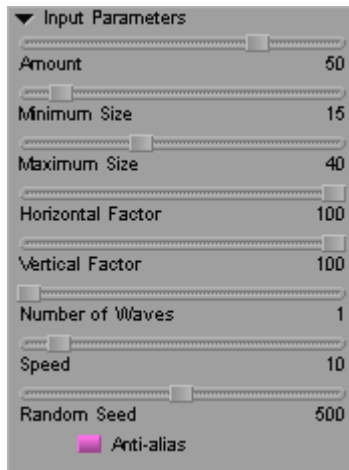 Input Parameters
Amount 50
Minimum Size 15
Maximum Size 40
Horizontal Factor 100
Vertical Factor 100
Number of Waves 1
Speed 10
Random Seed 500
Anti-alias